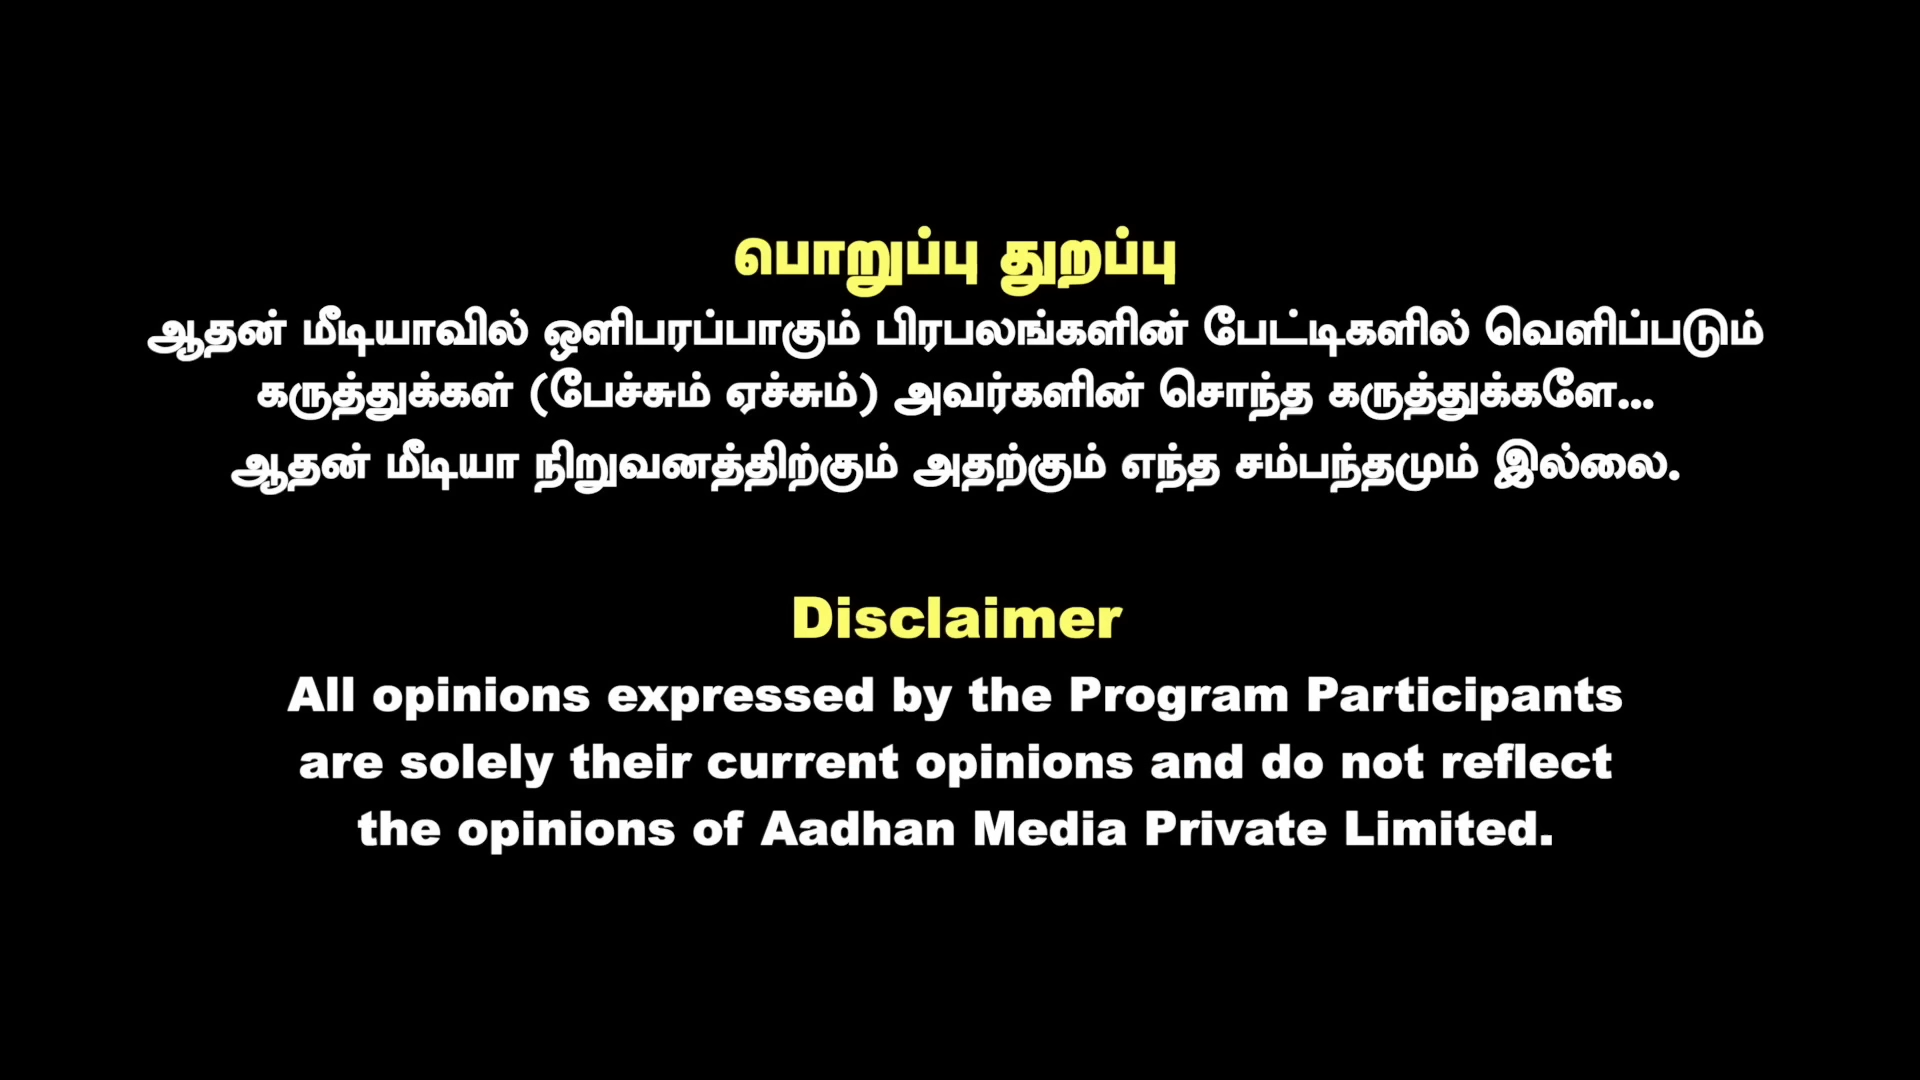 பொறுப்பு துறப்பு
ஆதன் மீடியாவில் ஒளிபரப்பாகும் பிரபலங்களின் பேட்டிகளில் வெளிப்படும்
கருத்துக்கள் (பேச்சும் ஏச்சும்) அவர்களின் சொந்த கருத்துக்களே...
ஆதன் மீடியா நிறுவனத்திற்கும் அதற்கும் எந்த சம்பந்தமும் இல்லை.
Disclaimer
All opinions expressed by the Program Participants
are solely their current opinions and do not reflect
the opinions of Aadhan Media Private Limited.